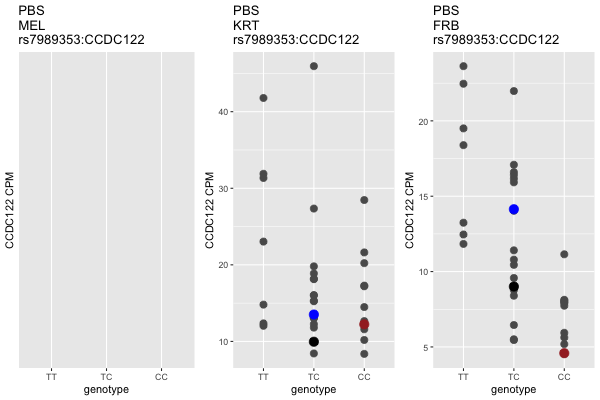 PBS
MEL
rs7989353:CCDC122
CCDC122 CPM
TT TC CC
genotype
PBS
KRT
rs7989353:CCDC122
CCDC122 CPM
40
30
20
10
TT TC CC
genotype
PBS
FRB
rs7989353:CCDC122
CCDC122 CPM
20
15
10
5
TT TC CC
genotype